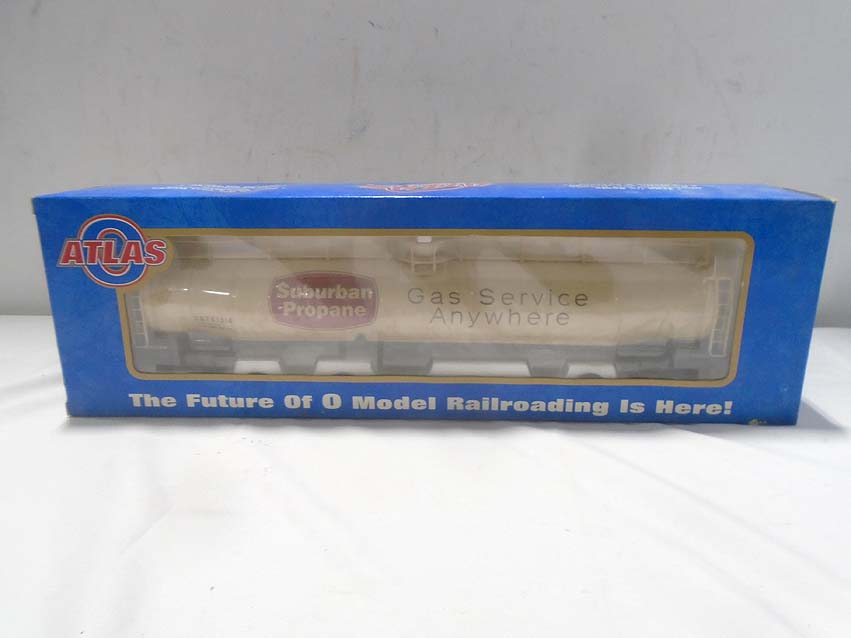 ATLAS
O
Suburban
Propane
Gas Service
Anywhere
The Future Of O Model Railroading Is Here!